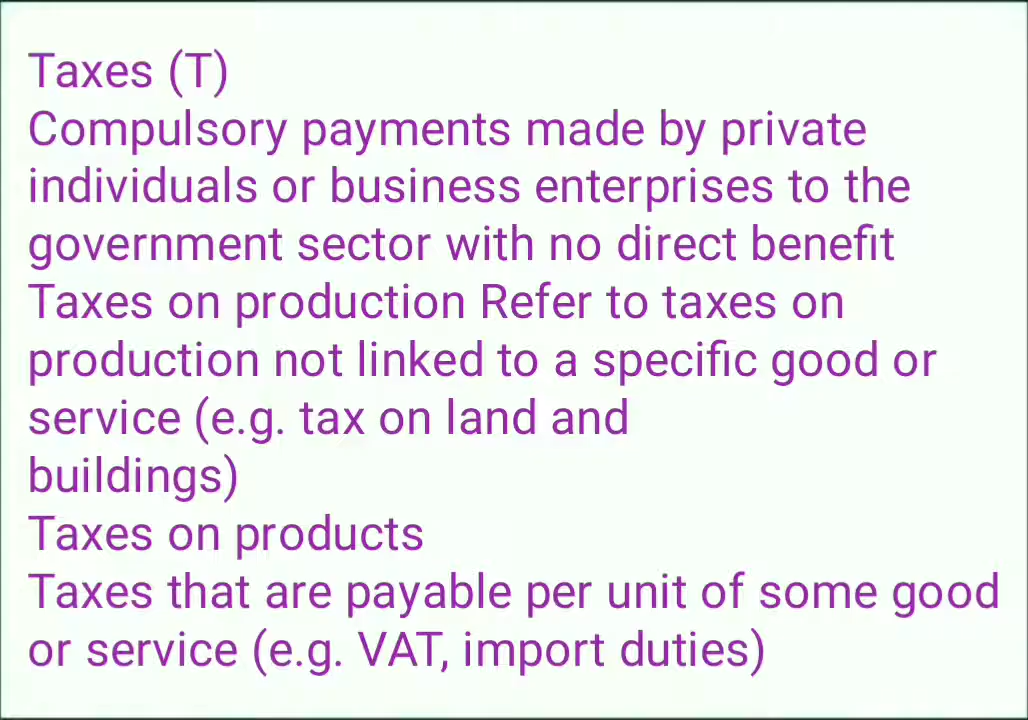 Taxes (T)
Compulsory payments made by private
individuals or business enterprises to the
government sector with no direct benefit
Taxes on production Refer to taxes on
production not linked to a specific good or
service (e.g. tax on land and
buildings)
Taxes on products
Taxes that are payable per unit of some good
or service (e.g. VAT, import duties)